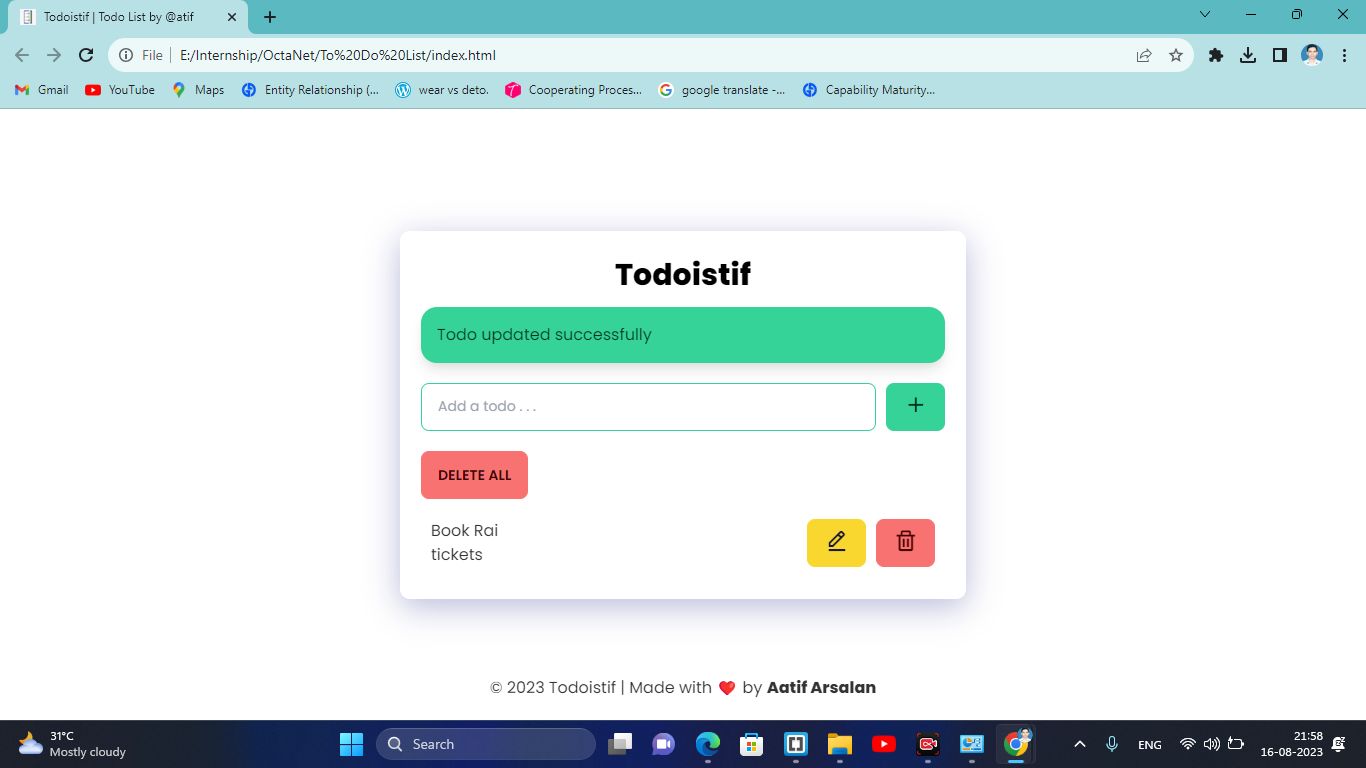 Todoistif | Todo List by @atif
File
E:/Internship/OctaNet/To%20Do%20List/index.html
Gmail
YouTube
Maps
Entity Relationship (...
wear vs deto.
Cooperating Proces...
google translate -...
Capability Maturity...
Todoistif
Todo updated successfully
Add a todo . . .
DELETE ALL
Book Rai
tickets
© 2023 Todoistif | Made with ❤️ by Aatif Arsalan
31°C
Mostly cloudy
Search
ENG
21:58
16-08-2023